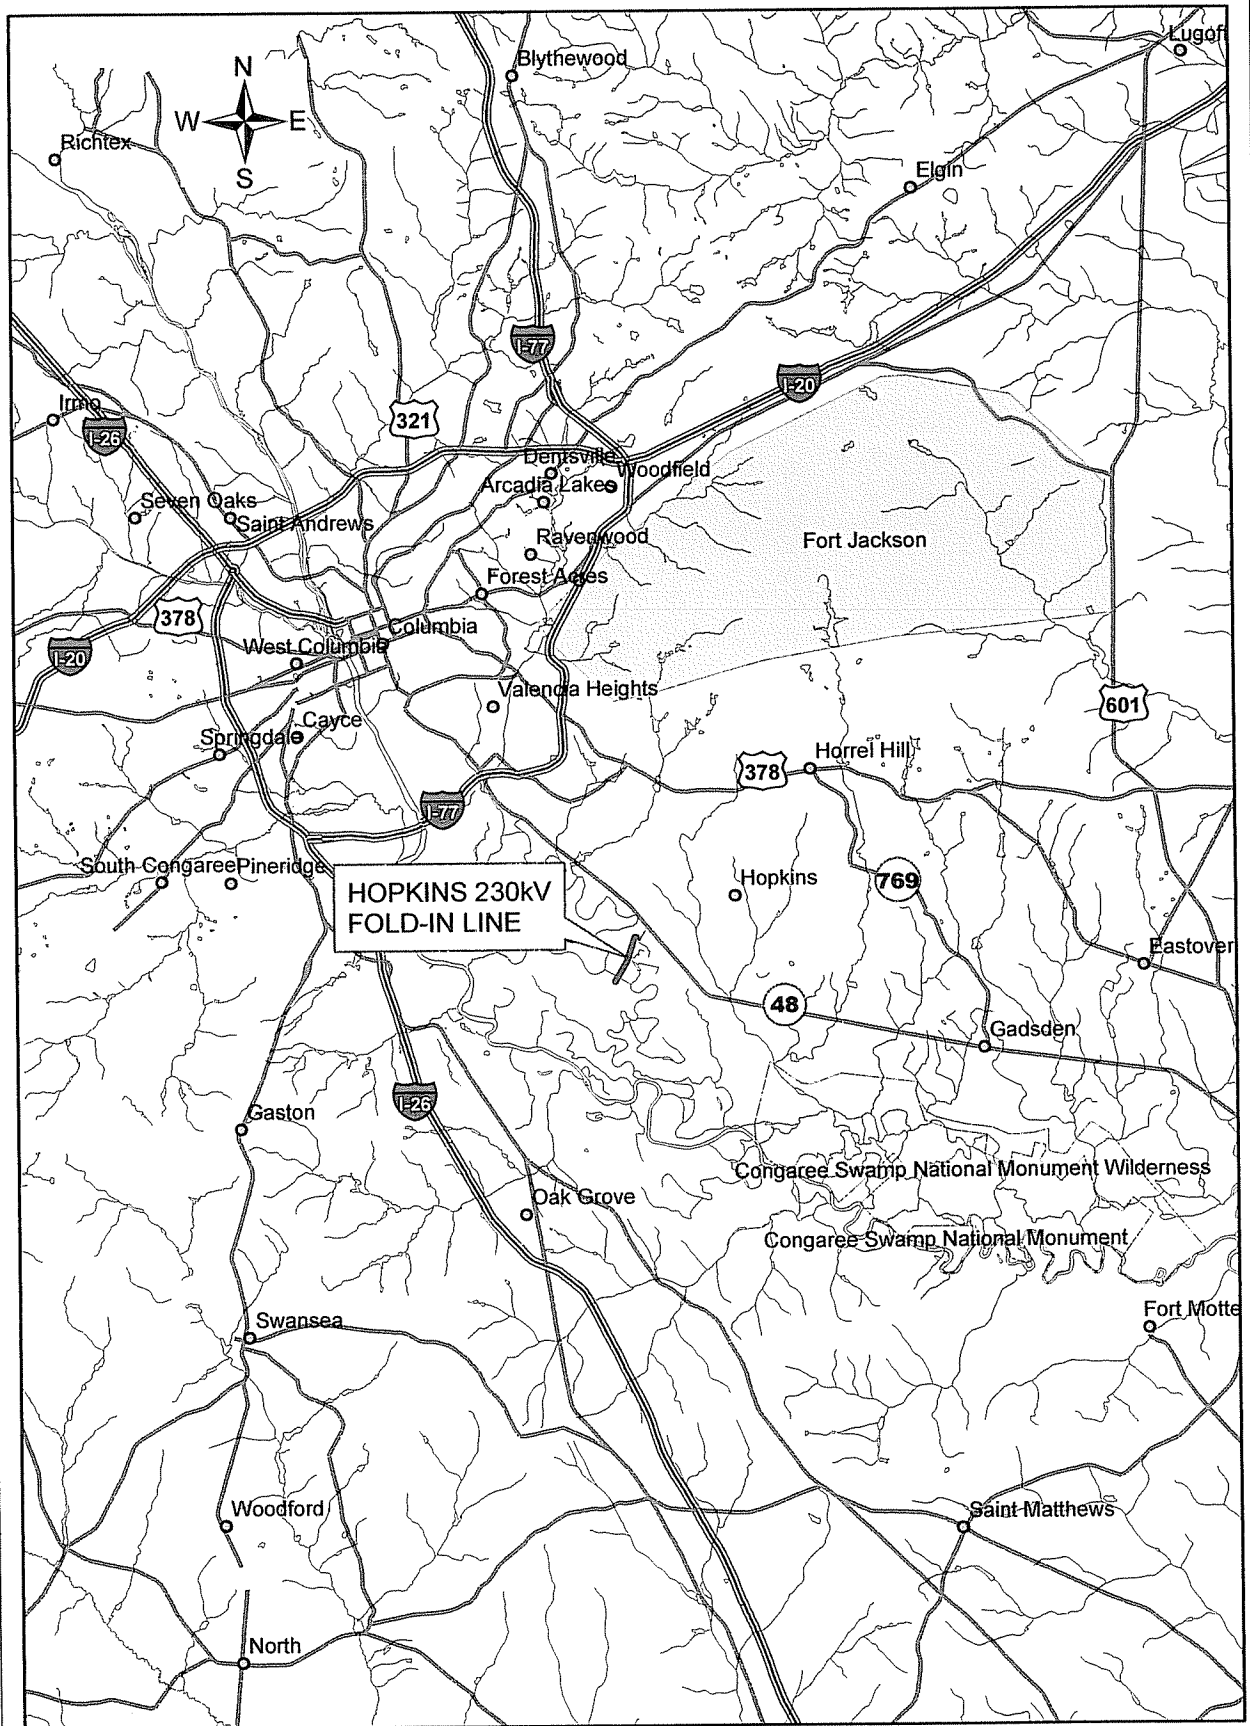 Lugoff
Blythewood
N
W E
S
Richtex
Elgin
I-77
I-20
Irmo
I-26
321
Dentsville
Woodfield
Arcadia Lakes
Seven Oaks
Saint Andrews
Ravenwood
Fort Jackson
Forest Acres
378
Columbia
West Columbia
I-20
Valencia Heights
601
Cayce
Springdale
Horrel Hill
378
I-77
South Congaree
Pineridge
HOPKINS 230kV
FOLD-IN LINE
Hopkins
769
Eastover
48
Gadsden
I-26
Gaston
Congaree Swamp National Monument Wilderness
Oak Grove
Congaree Swamp National Monument
Fort Motte
Swansea
Woodford
Saint Matthews
North